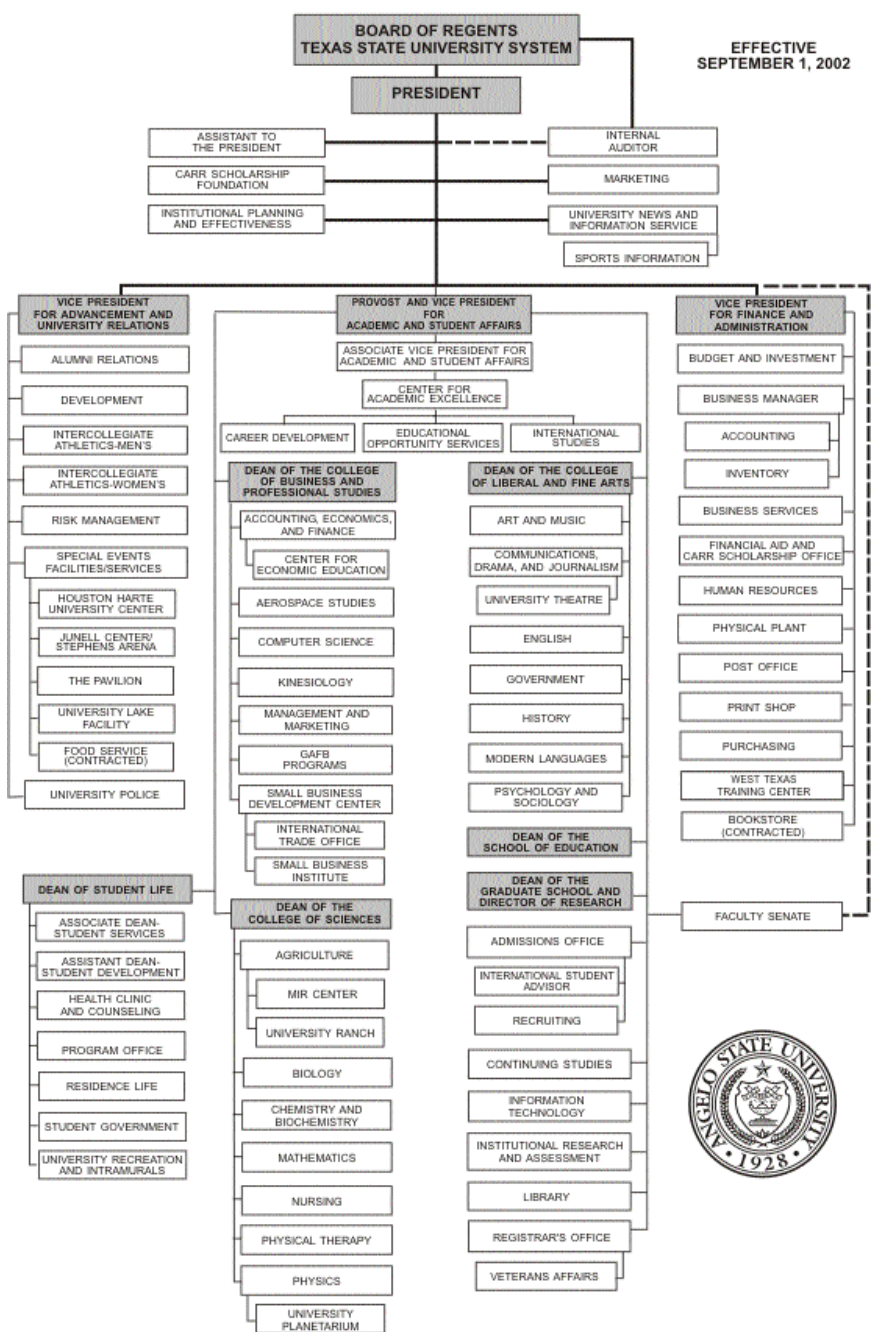 BOARD OF REGENTS
TEXAS STATE UNIVERSITY SYSTEM
EFFECTIVE
SEPTEMBER 1, 2002
PRESIDENT
ASSISTANT TO
THE PRESIDENT
INTERNAL
AUDITOR
CARR SCHOLARSHIP
FOUNDATION
MARKETING
INSTITUTIONAL PLANNING
AND EFFECTIVENESS
UNIVERSITY NEWS AND
INFORMATION SERVICE
SPORTS INFORMATION
VICE PRESIDENT
FOR ADVANCEMENT AND
UNIVERSITY RELATIONS
ALUMNI RELATIONS
DEVELOPMENT
INTERCOLLEGIATE
ATHLETICS-MEN'S
INTERCOLLEGIATE
ATHLETICS-WOMEN'S
RISK MANAGEMENT
SPECIAL EVENTS
FACILITIES/SERVICES
HOUSTON HARTE
UNIVERSITY CENTER
JUNELL CENTER/
STEPHENS ARENA
THE PAVILION
UNIVERSITY LAKE
FACILITY
FOOD SERVICE
(CONTRACTED)
UNIVERSITY POLICE
PROVOST AND VICE PRESIDENT
FOR
ACADEMIC AND STUDENT AFFAIRS
ASSOCIATE VICE PRESIDENT FOR
ACADEMIC AND STUDENT AFFAIRS
CENTER FOR
ACADEMIC EXCELLENCE
CAREER DEVELOPMENT
EDUCATIONAL
OPPORTUNITY SERVICES
INTERNATIONAL
STUDIES
DEAN OF THE COLLEGE
OF BUSINESS AND
PROFESSIONAL STUDIES
ACCOUNTING, ECONOMICS,
AND FINANCE
CENTER FOR
ECONOMIC EDUCATION
AEROSPACE STUDIES
COMPUTER SCIENCE
KINESIOLOGY
MANAGEMENT AND
MARKETING
GAFB
PROGRAMS
SMALL BUSINESS
DEVELOPMENT CENTER
INTERNATIONAL
TRADE OFFICE
SMALL BUSINESS
INSTITUTE
DEAN OF THE COLLEGE
OF LIBERAL AND FINE ARTS
ART AND MUSIC
COMMUNICATIONS,
DRAMA, AND JOURNALISM
UNIVERSITY THEATRE
ENGLISH
GOVERNMENT
HISTORY
MODERN LANGUAGES
PSYCHOLOGY AND
SOCIOLOGY
DEAN OF THE
SCHOOL OF EDUCATION
DEAN OF THE
GRADUATE SCHOOL AND
DIRECTOR OF RESEARCH
ADMISSIONS OFFICE
INTERNATIONAL STUDENT
ADVISOR
RECRUITING
CONTINUING STUDIES
INFORMATION
TECHNOLOGY
INSTITUTIONAL RESEARCH
AND ASSESSMENT
LIBRARY
REGISTRAR'S OFFICE
VETERANS AFFAIRS
VICE PRESIDENT
FOR FINANCE AND
ADMINISTRATION
BUDGET AND INVESTMENT
BUSINESS MANAGER
ACCOUNTING
INVENTORY
BUSINESS SERVICES
FINANCIAL AID AND
CARR SCHOLARSHIP OFFICE
HUMAN RESOURCES
PHYSICAL PLANT
POST OFFICE
PRINT SHOP
PURCHASING
WEST TEXAS
TRAINING CENTER
BOOKSTORE
(CONTRACTED)
FACULTY SENATE
DEAN OF STUDENT LIFE
ASSOCIATE DEAN-
STUDENT SERVICES
ASSISTANT DEAN-
STUDENT DEVELOPMENT
HEALTH CLINIC
AND COUNSELING
PROGRAM OFFICE
RESIDENCE LIFE
STUDENT GOVERNMENT
UNIVERSITY RECREATION
AND INTRAMURALS
DEAN OF THE
COLLEGE OF SCIENCES
AGRICULTURE
MIR CENTER
UNIVERSITY RANCH
BIOLOGY
CHEMISTRY AND
BIOCHEMISTRY
MATHEMATICS
NURSING
PHYSICAL THERAPY
PHYSICS
UNIVERSITY
PLANETARIUM
ANGELO STATE UNIVERSITY
• 1928 •